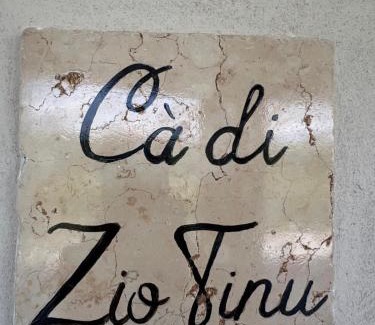 Cà di
Zio Tinu